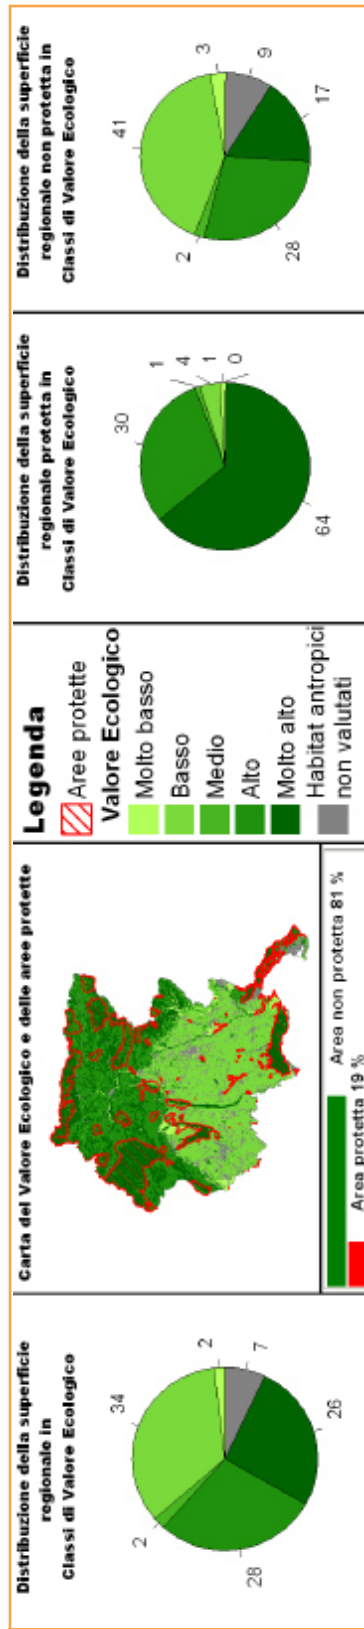 Distribuzione della superficie
regionale in
Classi di Valore Ecologico
34
2
2
7
28
26
Carta del Valore Ecologico e delle aree protette
Area non protetta 81 %
Area protetta 19 %
Legenda
Aree protette
Valore Ecologico
Molto basso
Basso
Medio
Alto
Molto alto
Habitat antropici
non valutati
Distribuzione della superficie
regionale protetta in
Classi di Valore Ecologico
30
1
4
1
0
64
Distribuzione della superficie
regionale non protetta in
Classi di Valore Ecologico
41
3
2
9
28
17